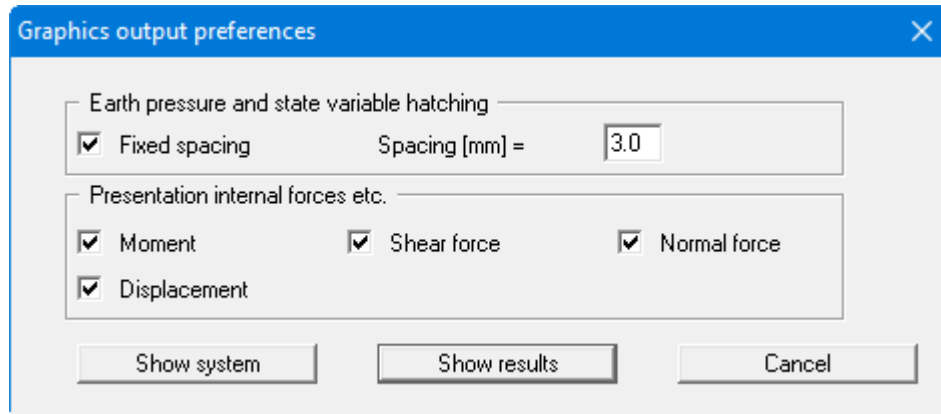 Graphics output preferences
Earth pressure and state variable hatching
Fixed spacing Spacing [mm] = 3.0
Presentation internal forces etc.
Moment Shear force Normal force
Displacement
Show system Show results Cancel